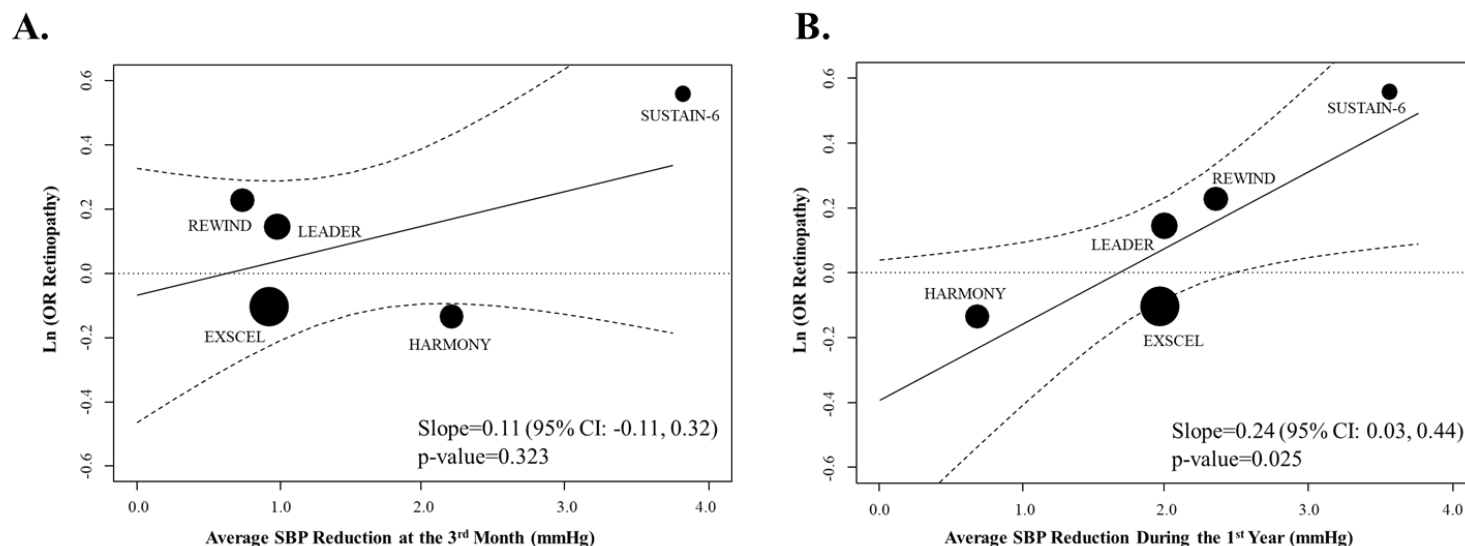 A.
Ln (OR Retinopathy)
0.6
0.4
0.2
0.0
-0.2
-0.4
-0.6
SUSTAIN-6
REWIND
LEADER
EXSCEL
HARMONY
Slope=0.11 (95% CI: -0.11, 0.32)
p-value=0.323
0.0 1.0 2.0 3.0 4.0
Average SBP Reduction at the 3rd Month (mmHg)
B.
Ln (OR Retinopathy)
0.6
0.4
0.2
0.0
-0.2
-0.4
-0.6
SUSTAIN-6
REWIND
LEADER
HARMONY
EXSCEL
Slope=0.24 (95% CI: 0.03, 0.44)
p-value=0.025
0.0 1.0 2.0 3.0 4.0
Average SBP Reduction During the 1st Year (mmHg)